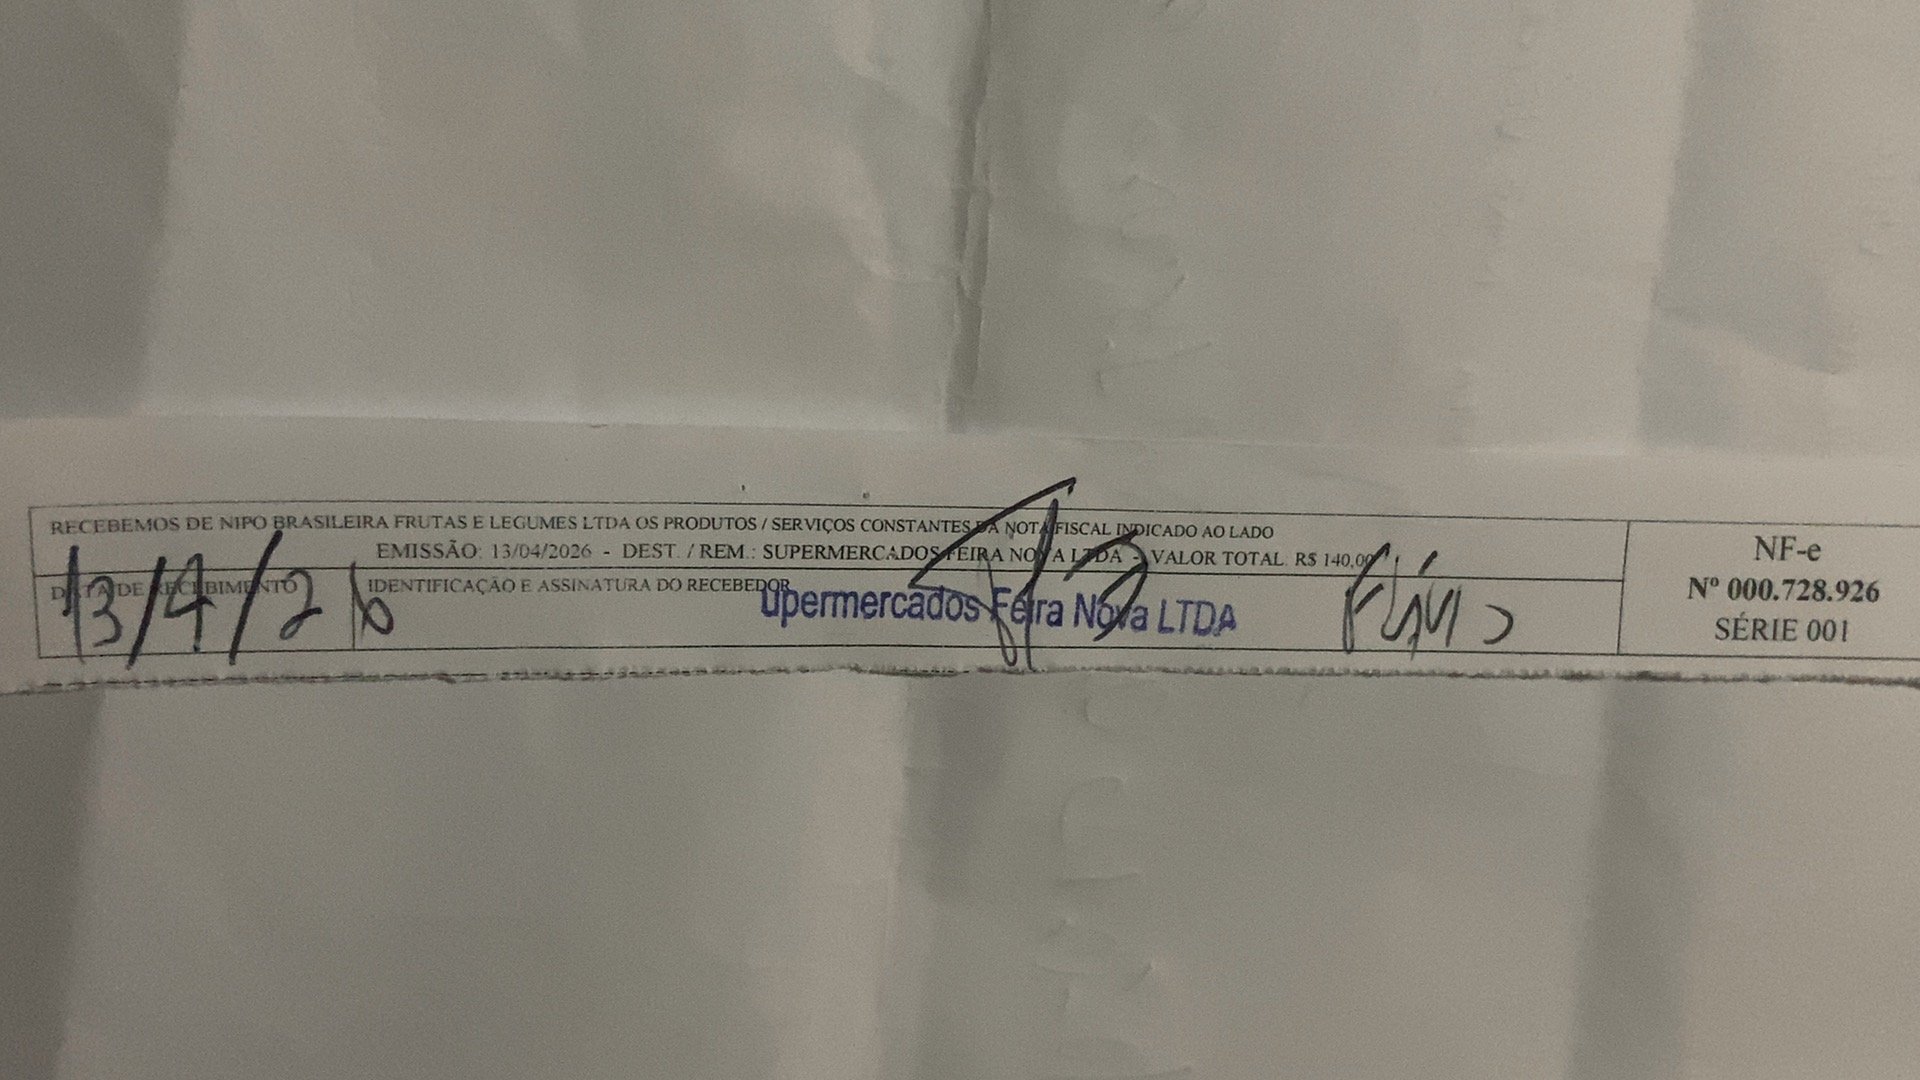 RECEBEMOS DE NIPO BRASILEIRA FRUTAS E LEGUMES LTDA OS PRODUTOS / SERVIÇOS CONSTANTES DA NOTA FISCAL INDICADO AO LADO
EMISSÃO: 13/04/2026 - DEST. / REM.: SUPERMERCADOS FEIRA NOVA LTDA - VALOR TOTAL: R$ 140,00
DATA DE RECEBIMENTO
13/4/26
IDENTIFICAÇÃO E ASSINATURA DO RECEBEDOR
upermercados Feira Nova LTDA
NF-e
Nº 000.728.926
SÉRIE 001